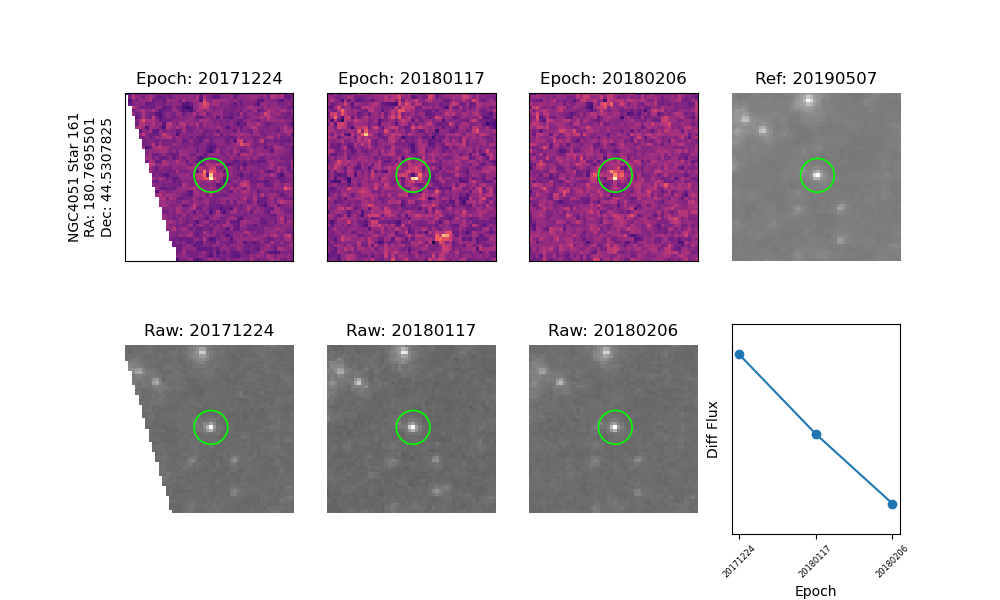 Epoch: 20171224
Epoch: 20180117
Epoch: 20180206
Ref: 20190507
NGC4051 Star 161
RA: 180.7695501
Dec: 44.5307825
Raw: 20171224
Raw: 20180117
Raw: 20180206
Diff Flux
20171224
20180117
20180206
Epoch